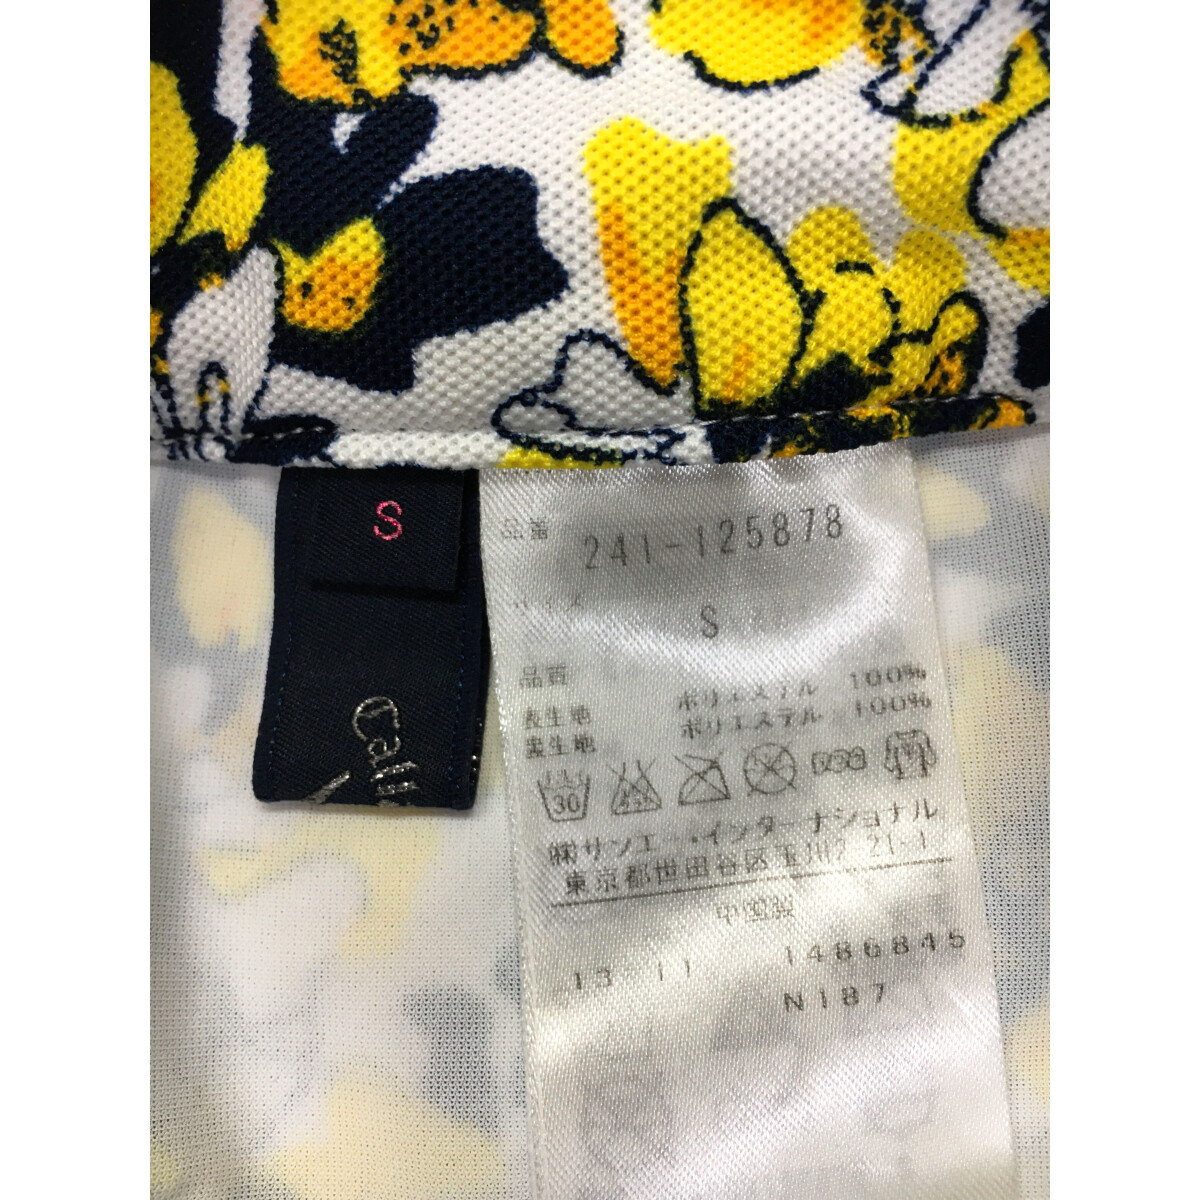 S
Calla
品番 241-125878
サイズ S
品質
表生地 ポリエステル 100%
裏生地 ポリエステル 100%
30
㈱サンエー・インターナショナル
東京都世田谷区玉川2-21-1
中国製
13 11 1486845
N187